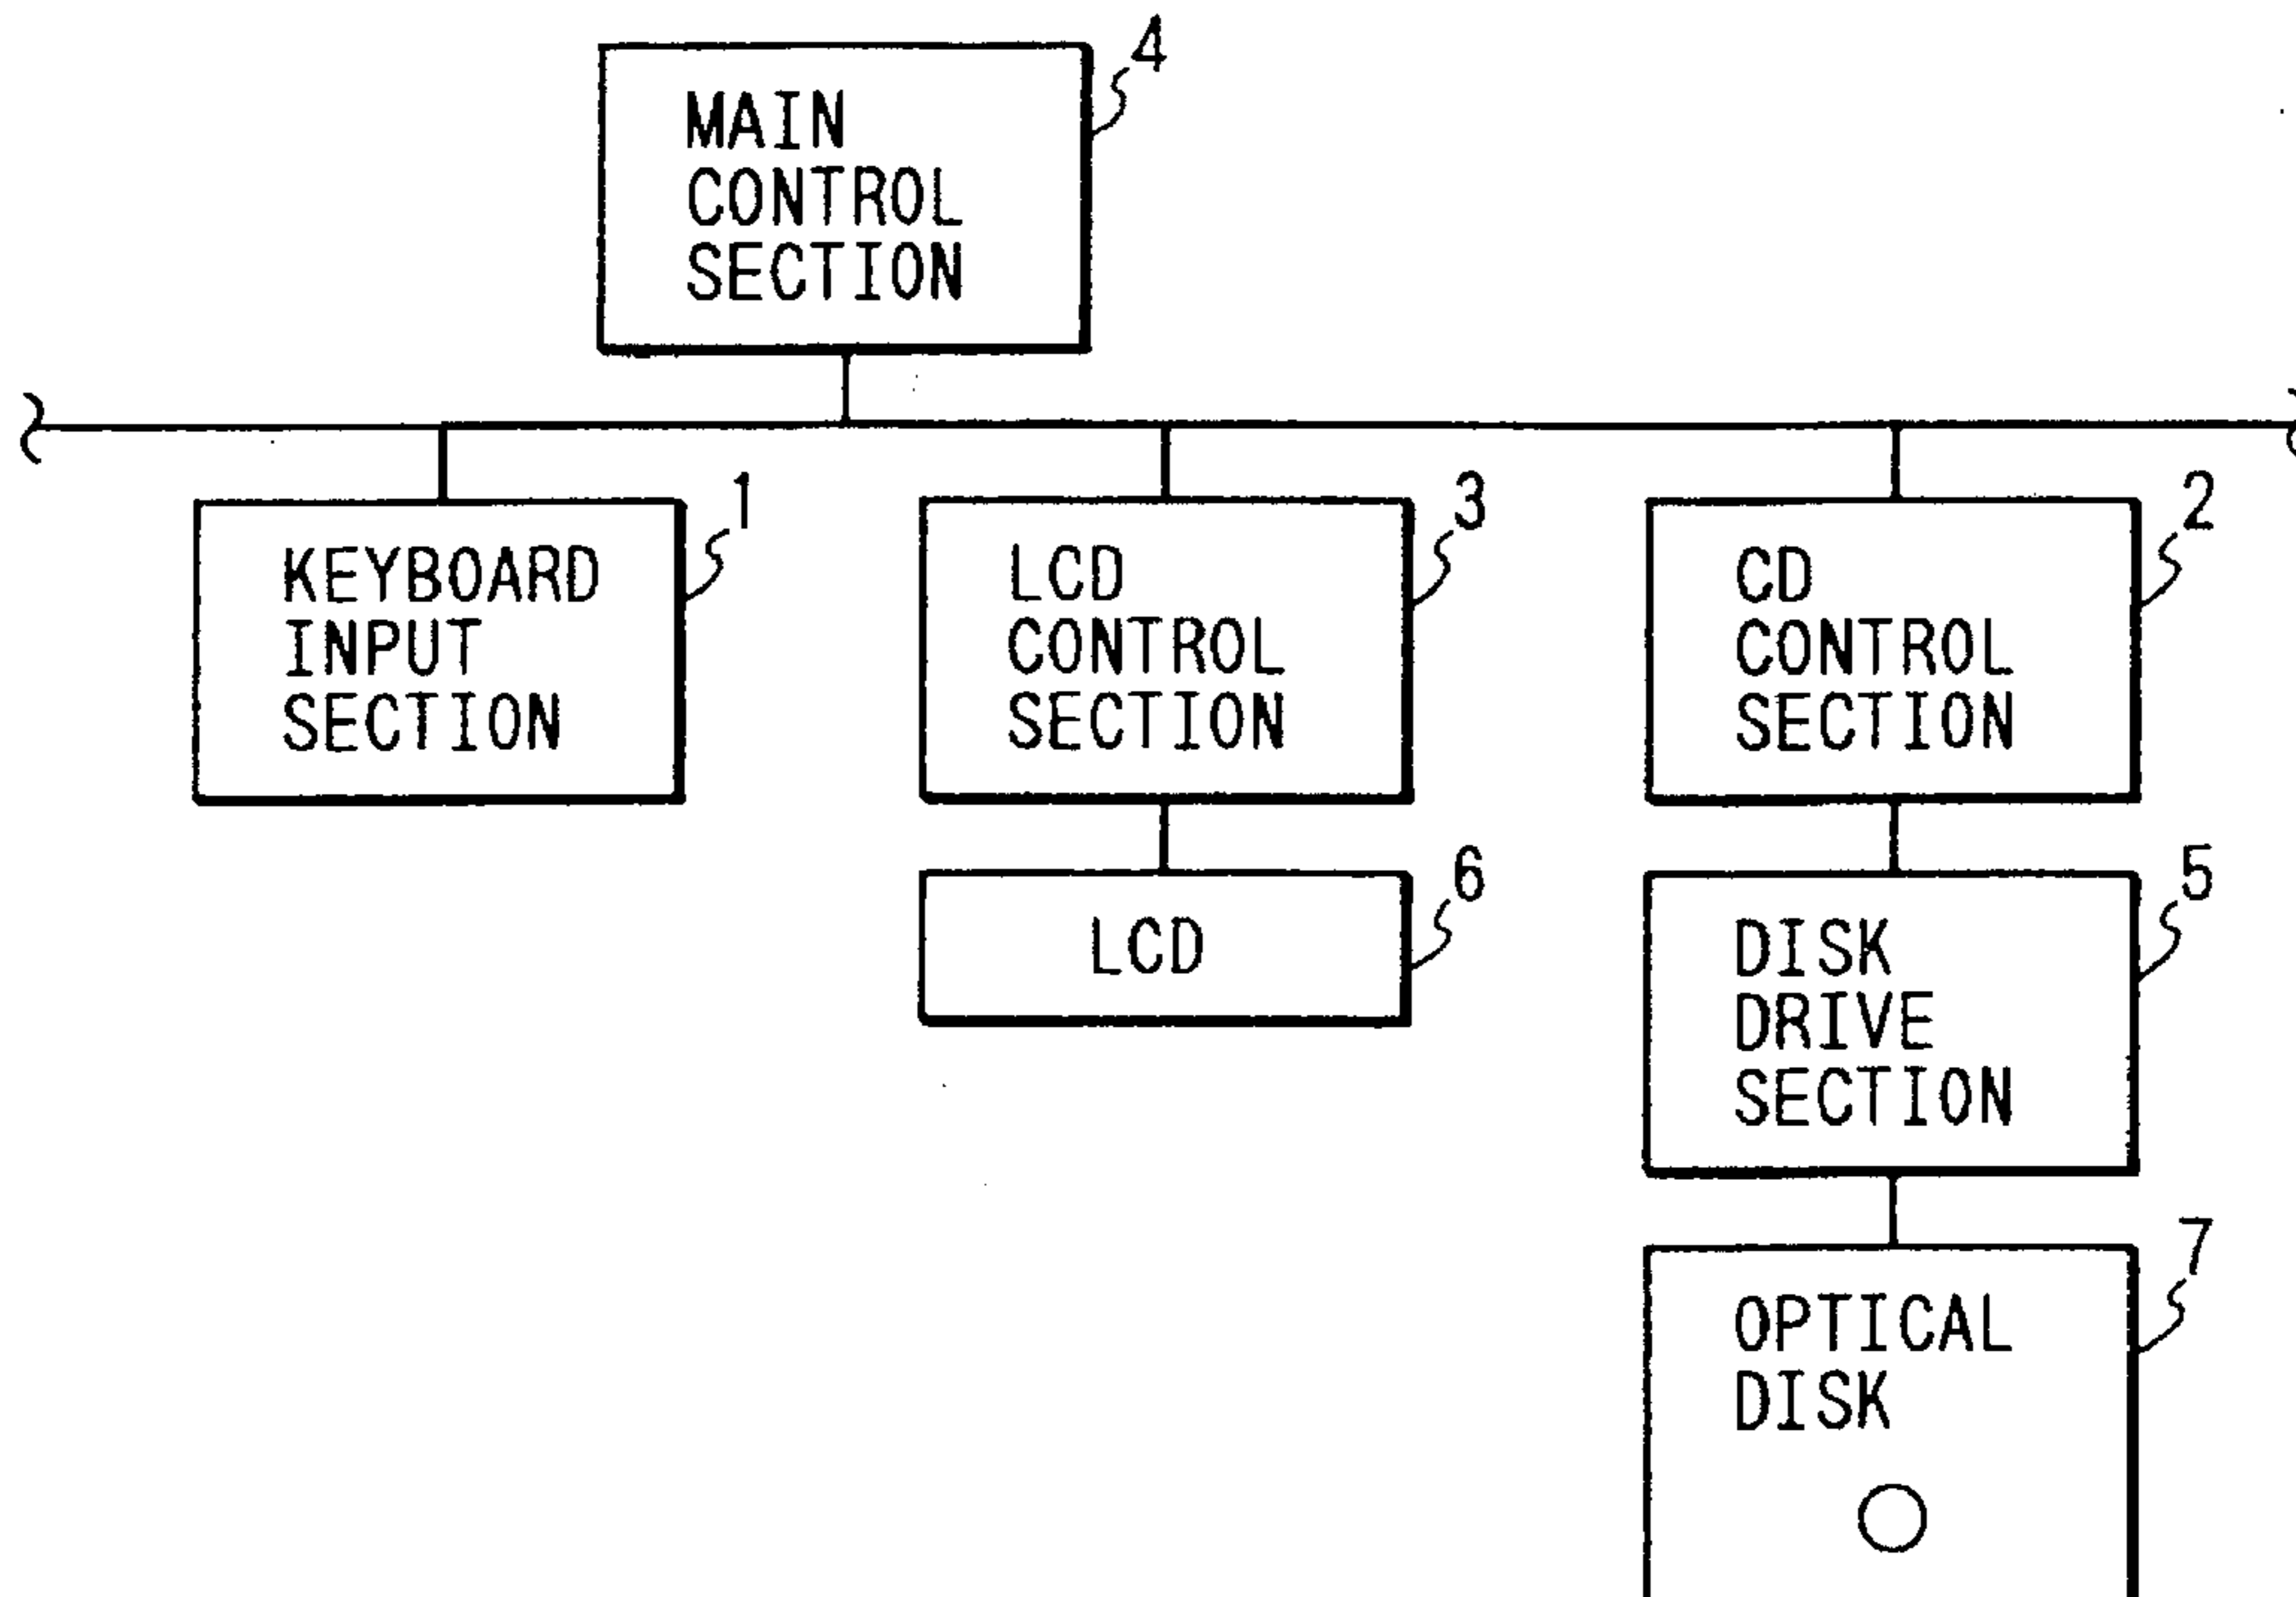 4
MAIN
CONTROL
SECTION
1
KEYBOARD
INPUT
SECTION
3
LCD
CONTROL
SECTION
2
CD
CONTROL
SECTION
6
LCD
5
DISK
DRIVE
SECTION
7
OPTICAL
DISK